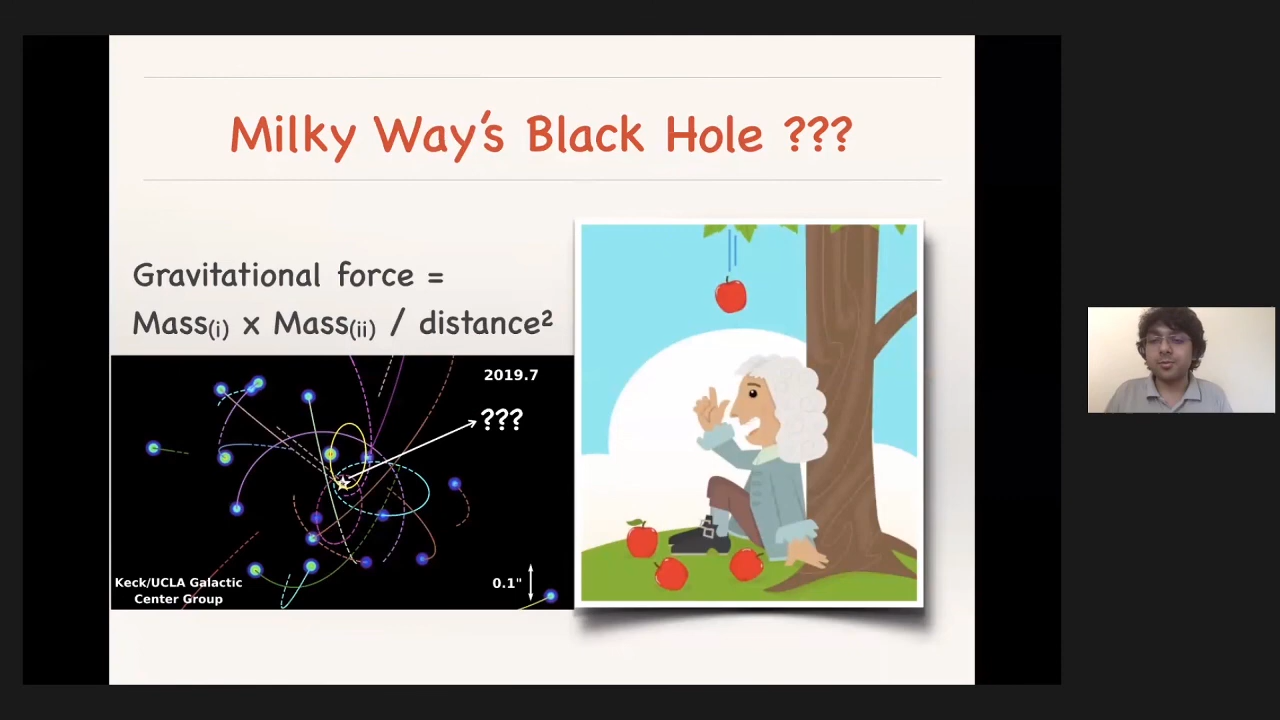 Milky Way's Black Hole ???
Gravitational force =
Mass(i) x Mass(ii) / distance²
2019.7
???
Keck/UCLA Galactic
Center Group
0.1"